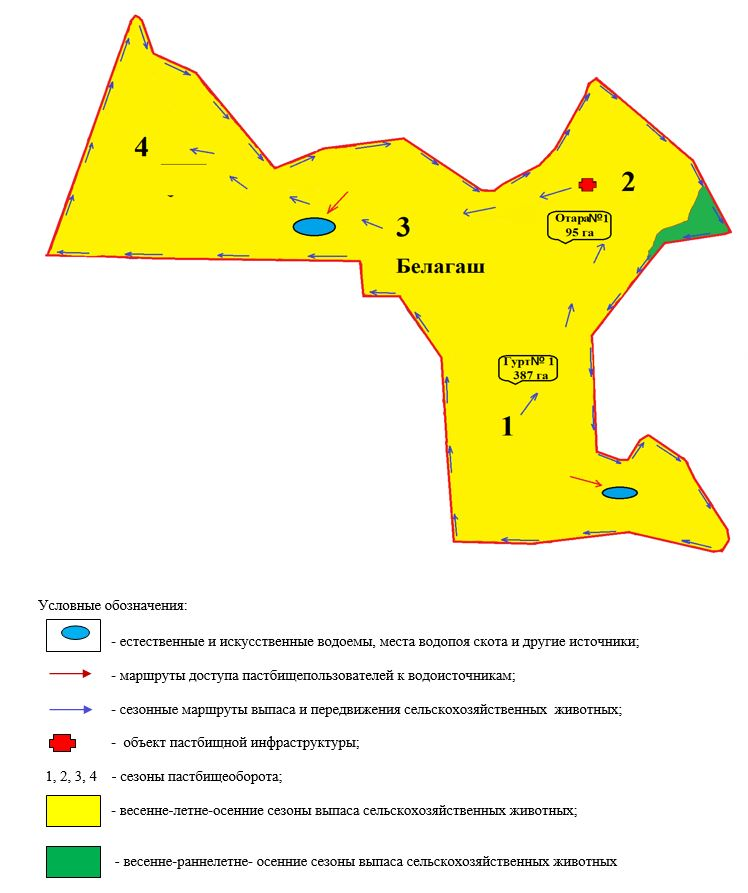 4
2
Отара№1
95 га
3
Белагаш
Гурт№ 1
387 га
1
Условные обозначения:
- естественные и искусственные водоемы, места водопоя скота и другие источники;
- маршруты доступа пастбищепользователей к водоисточникам;
- сезонные маршруты выпаса и передвижения сельскохозяйственных животных;
- объект пастбищной инфраструктуры;
1, 2, 3, 4 - сезоны пастбищеоборота;
- весенне-летне-осенние сезоны выпаса сельскохозяйственных животных;
- весенне-раннелетне- осенние сезоны выпаса сельскохозяйственных животных